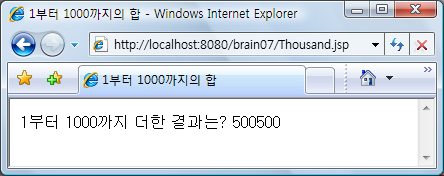 1부터 1000까지의 합 - Windows Internet Explorer
http://localhost:8080/brain07/Thousand.jsp
1부터 1000까지의 합
1부터 1000까지 더한 결과는? 500500